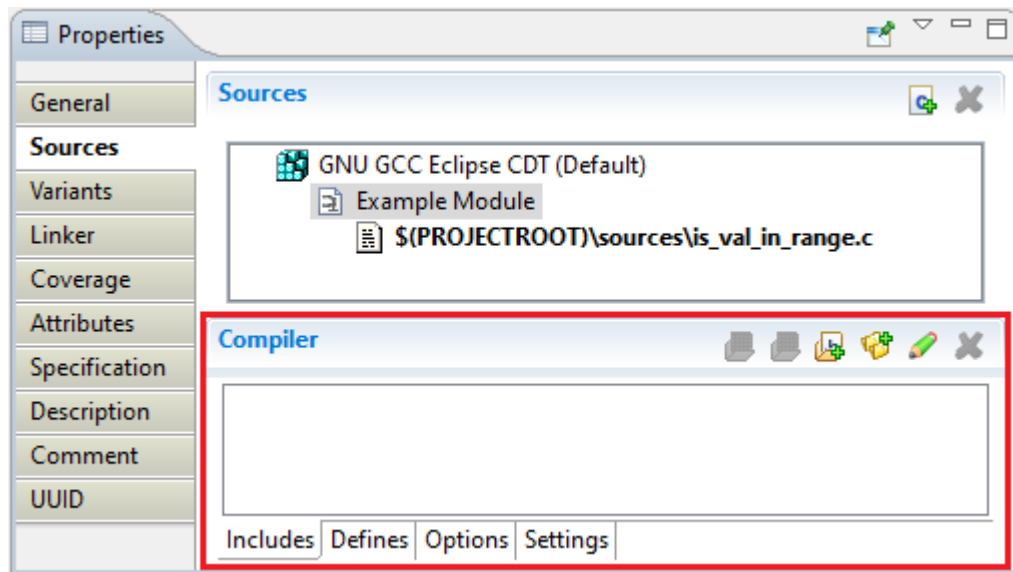 Properties
General
Sources
Variants
Linker
Coverage
Attributes
Specification
Description
Comment
UUID
Sources
GNU GCC Eclipse CDT (Default)
Example Module
$(PROJECTROOT)\sources\is_val_in_range.c
Compiler
Includes Defines Options Settings